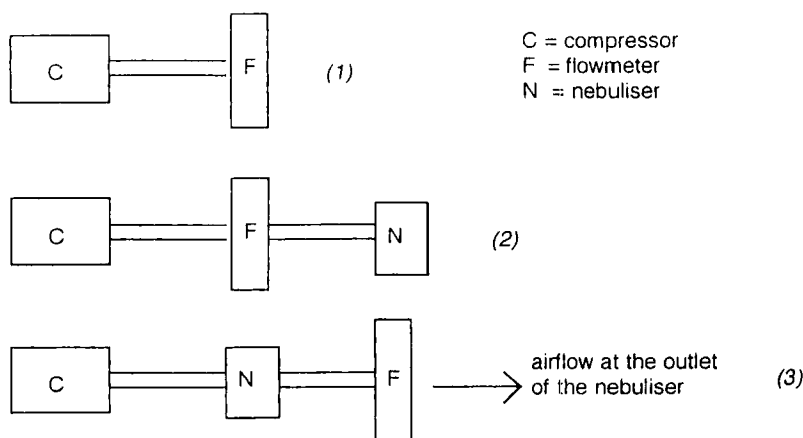 C
F
(1)
C = compressor
F = flowmeter
N = nebuliser
C
F
N
(2)
C
N
F
airflow at the outlet
of the nebuliser
(3)